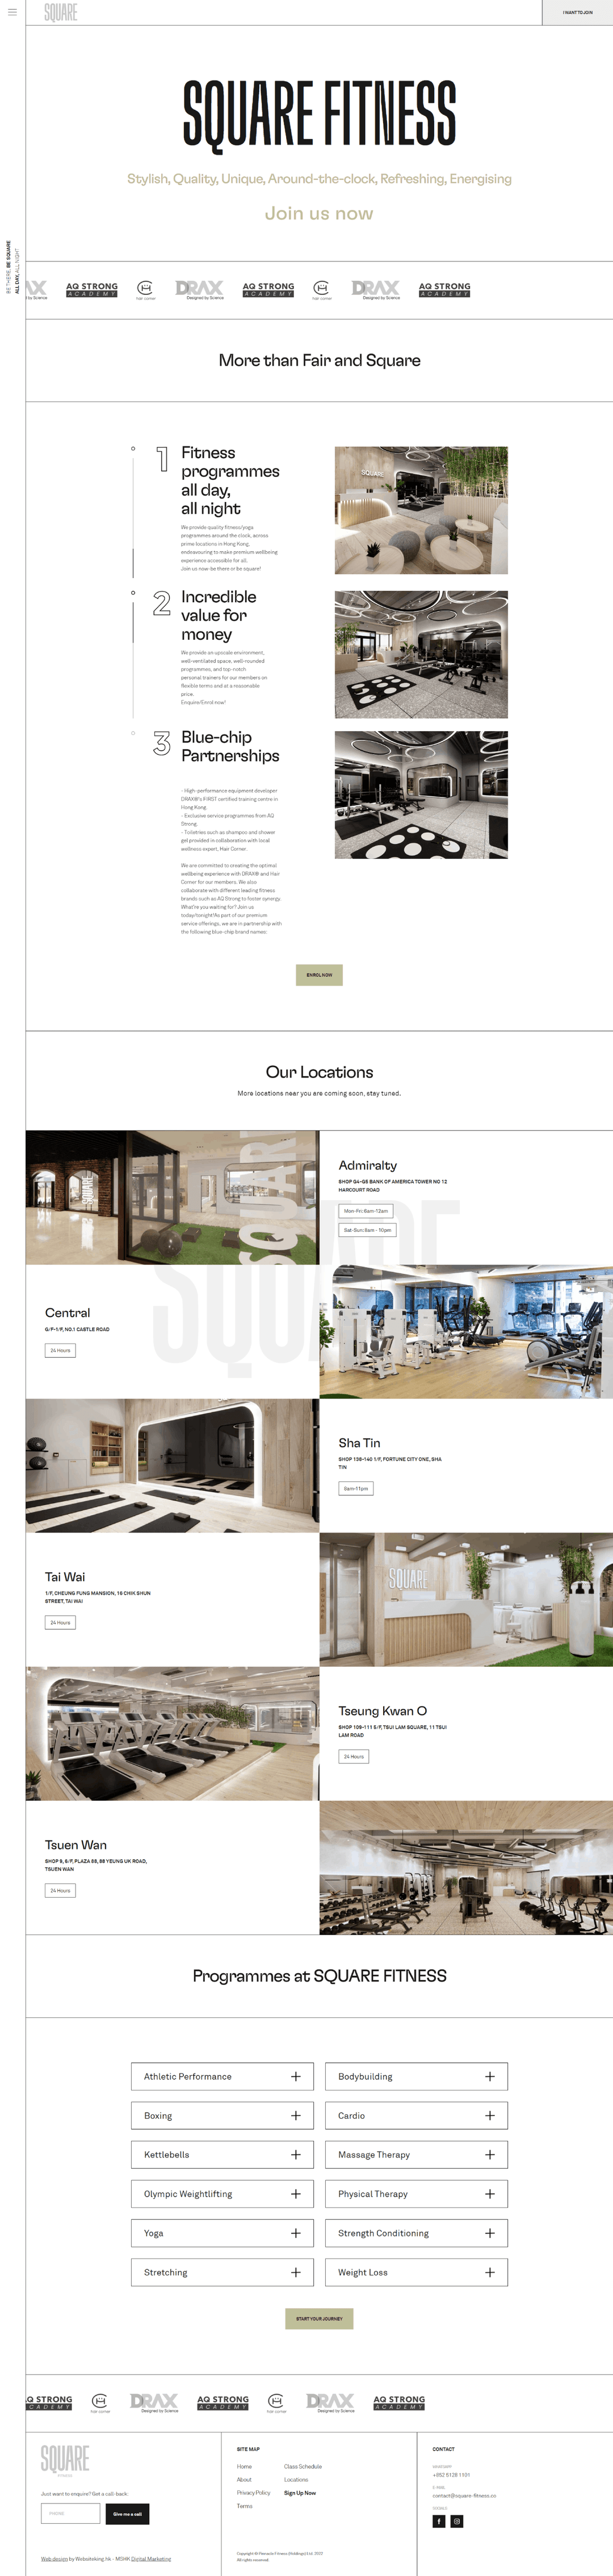 SQUARE
I WANT TO JOIN
BE THERE, BE SQUARE
ALL DAY, ALL NIGHT
SQUARE FITNESS
Stylish, Quality, Unique, Around-the-clock, Refreshing, Energising
Join us now
DRAX
Designed by Science
AQ STRONG
ACADEMY
hair corner
DRAX
Designed by Science
AQ STRONG
ACADEMY
hair corner
DRAX
Designed by Science
AQ STRONG
ACADEMY
More than Fair and Square
1
Fitness
programmes
all day,
all night
We provide quality fitness/yoga
programmes around the clock, across
prime locations in Hong Kong,
endeavouring to make premium wellbeing
experience accessible for all.
Join us now-be there or be square!
SQUARE
2
Incredible
value for
money
We provide an upscale environment,
well-ventilated space, well-rounded
programmes, and top-notch
personal trainers for our members on
flexible terms and at a reasonable
price.
Enquire/Enrol now!
3
Blue-chip
Partnerships
- High-performance equipment developer
DRAX®'s FIRST certified training centre in
Hong Kong.
- Exclusive service programmes from AQ
Strong.
- Toiletries such as shampoo and shower
gel provided in collaboration with local
wellness expert, Hair Corner.
We are committed to creating the optimal
wellbeing experience with DRAX® and Hair
Corner for our members. We also
collaborate with different leading fitness
brands such as AQ Strong to foster synergy.
What're you waiting for? Join us
today/tonight!As part of our premium
service offerings, we are in partnership with
the following blue-chip brand names:
ENROL NOW
Our Locations
More locations near you are coming soon, stay tuned.
SQUARE
SQUARE
SQUARE
Admiralty
SHOP G4-G5 BANK OF AMERICA TOWER NO 12
HARCOURT ROAD
Mon-Fri:6am-12am
Sat-Sun:8am - 10pm
Central
G/F-1/F, NO.1 CASTLE ROAD
24 Hours
Sha Tin
SHOP 138-140 1/F, FORTUNE CITY ONE, SHA
TIN
6am-11pm
Tai Wai
1/F, CHEUNG FUNG MANSION, 16 CHIK SHUN
STREET, TAI WAI
24 Hours
SQUARE
Tseung Kwan O
SHOP 109-111 5/F, TSUI LAM SQUARE, 11 TSUI
LAM ROAD
24 Hours
Tsuen Wan
SHOP 9, 6/F, PLAZA 88, 88 YEUNG UK ROAD,
TSUEN WAN
24 Hours
Programmes at SQUARE FITNESS
Athletic Performance
Bodybuilding
Boxing
Cardio
Kettlebells
Massage Therapy
Olympic Weightlifting
Physical Therapy
Yoga
Strength Conditioning
Stretching
Weight Loss
START YOUR JOURNEY
AQ STRONG
ACADEMY
hair corner
DRAX
Designed by Science
AQ STRONG
ACADEMY
hair corner
DRAX
Designed by Science
AQ STRONG
ACADEMY
SQUARE
FITNESS
Just want to enquire? Get a call-back:
PHONE
Give me a call
Web design by Websiteking.hk - MSHK Digital Marketing
SITE MAP
Home
Class Schedule
About
Locations
Privacy Policy
Sign Up Now
Terms
Copyright © Pinnacle Fitness (Holdings) Ltd. 2022
All rights reserved
CONTACT
WHATSAPP
+852 5128 1101
E-MAIL
contact@square-fitness.co